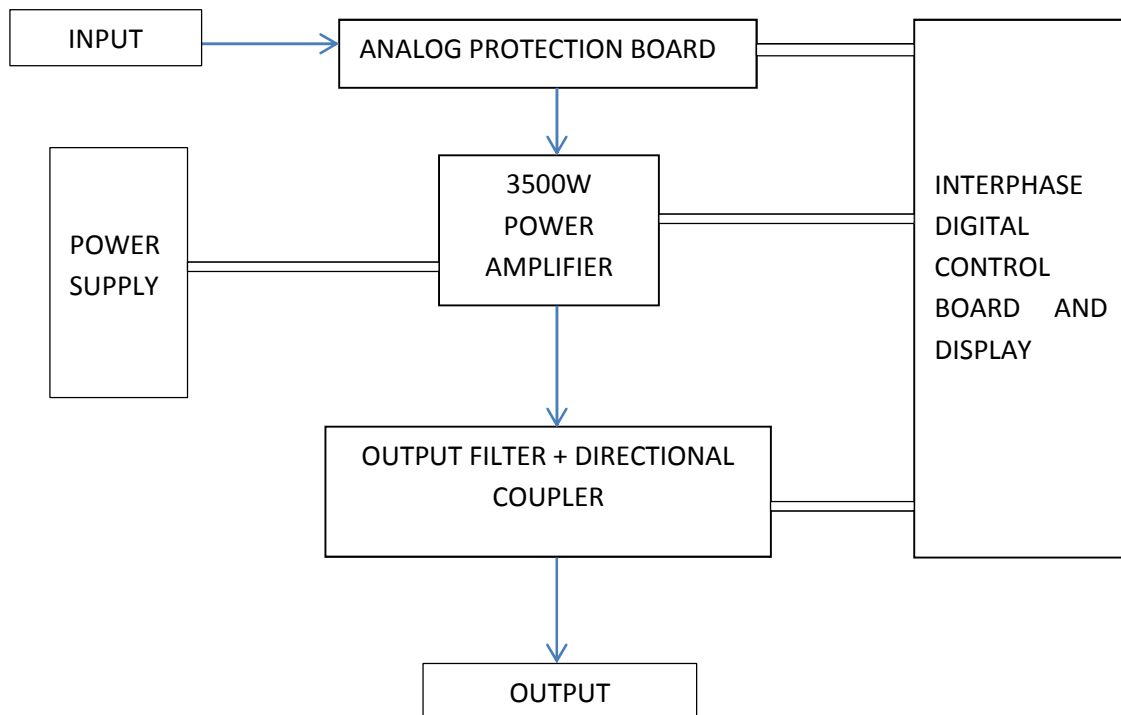 INPUT
ANALOG PROTECTION BOARD
POWER
SUPPLY
3500W
POWER
AMPLIFIER
INTERPHASE
DIGITAL
CONTROL
BOARD AND
DISPLAY
OUTPUT FILTER + DIRECTIONAL
COUPLER
OUTPUT